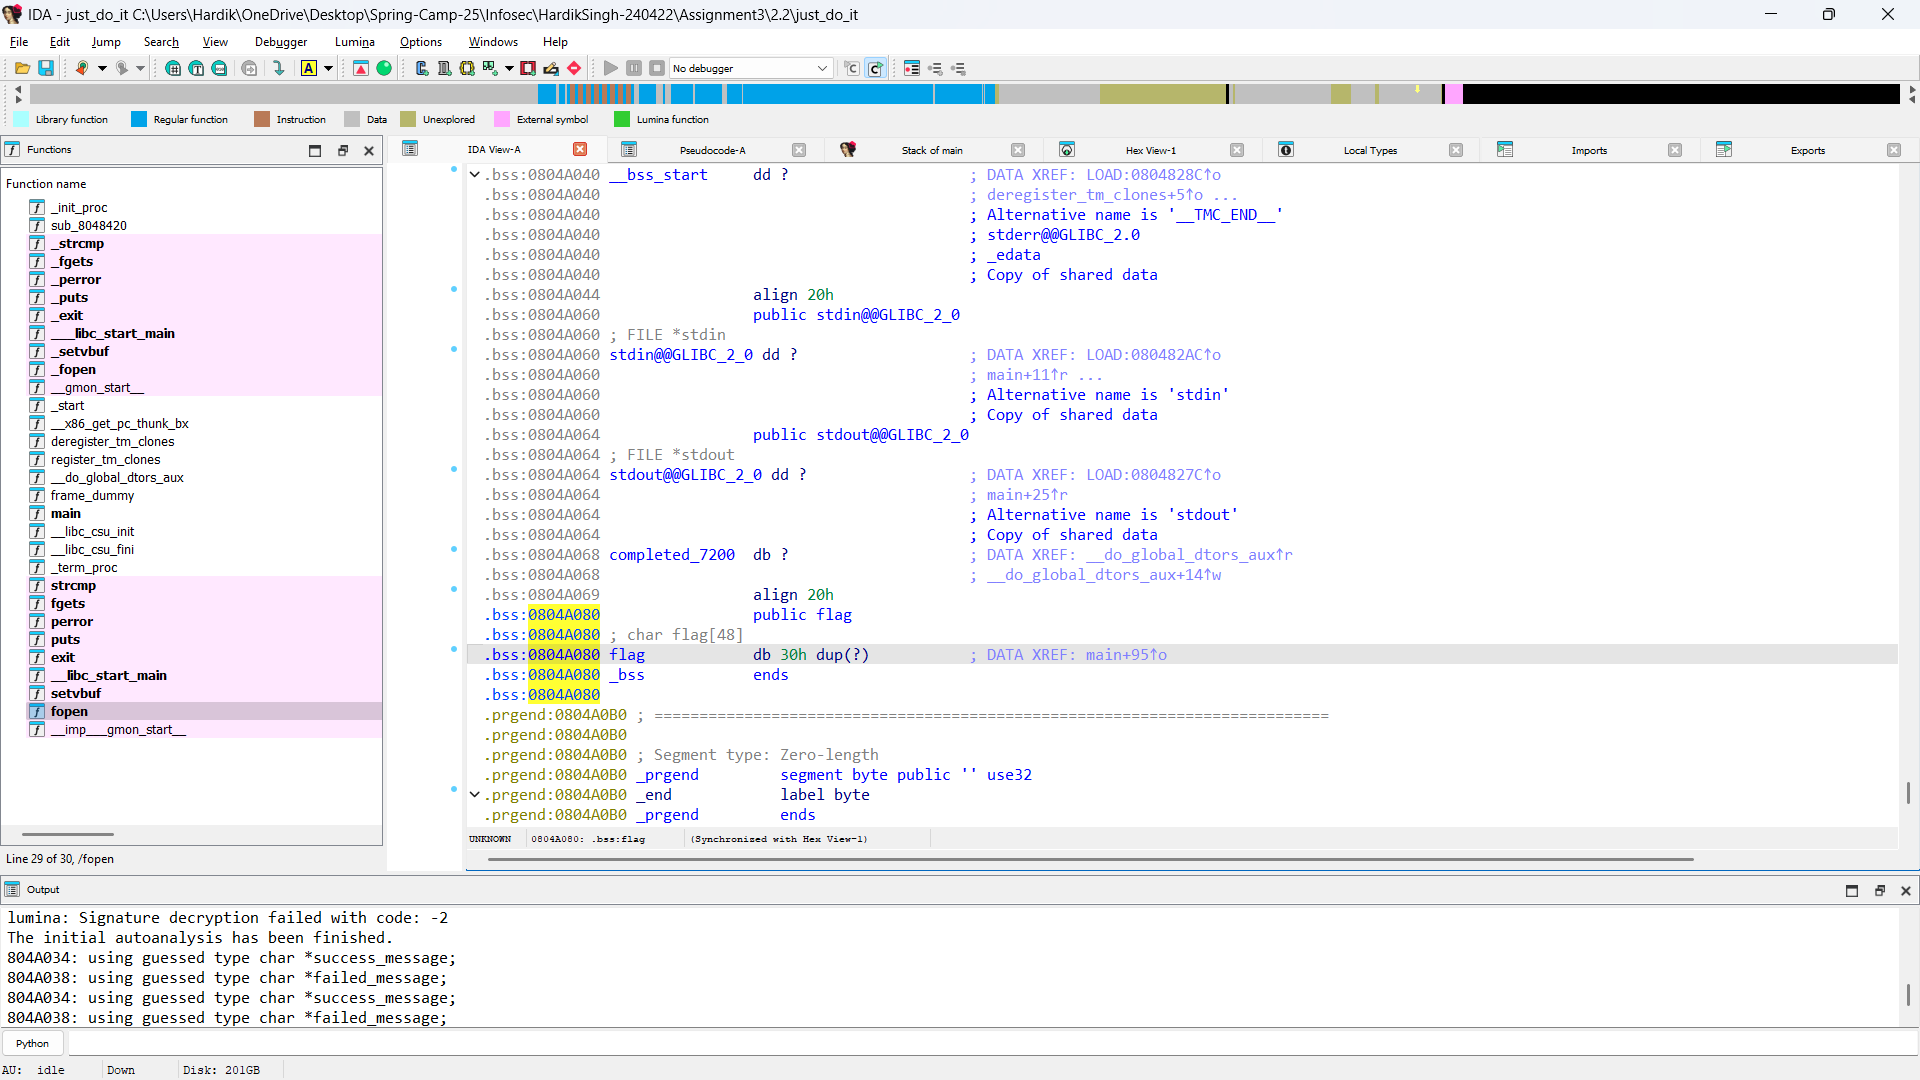 IDA - just_do_it C:\Users\Hardik\OneDrive\Desktop\Spring-Camp-25\Infosec\HardikSingh-240422\Assignment3\2.2\just_do_it
File Edit Jump Search View Debugger Lumina Options Windows Help
No debugger
Library function Regular function Instruction Data Unexplored External symbol Lumina function
Functions
Function name
_init_proc
sub_8048420
_strcmp
_fgets
_perror
_puts
_exit
___libc_start_main
_setvbuf
_fopen
__gmon_start__
_start
__x86_get_pc_thunk_bx
deregister_tm_clones
register_tm_clones
__do_global_dtors_aux
frame_dummy
main
__libc_csu_init
__libc_csu_fini
_term_proc
strcmp
fgets
perror
puts
exit
__libc_start_main
setvbuf
fopen
__imp___gmon_start__
Line 29 of 30, /fopen
IDA View-A Pseudocode-A Stack of main Hex View-1 Local Types Imports Exports
.bss:0804A040 __bss_start dd ? ; DATA XREF: LOAD:0804828C↑o
.bss:0804A040 ; deregister_tm_clones+5↑o ...
.bss:0804A040 ; Alternative name is '__TMC_END__'
.bss:0804A040 ; stderr@@GLIBC_2.0
.bss:0804A040 ; _edata
.bss:0804A040 ; Copy of shared data
.bss:0804A044 align 20h
.bss:0804A060 public stdin@@GLIBC_2_0
.bss:0804A060 ; FILE *stdin
.bss:0804A060 stdin@@GLIBC_2_0 dd ? ; DATA XREF: LOAD:080482AC↑o
.bss:0804A060 ; main+11↑r ...
.bss:0804A060 ; Alternative name is 'stdin'
.bss:0804A060 ; Copy of shared data
.bss:0804A064 public stdout@@GLIBC_2_0
.bss:0804A064 ; FILE *stdout
.bss:0804A064 stdout@@GLIBC_2_0 dd ? ; DATA XREF: LOAD:0804827C↑o
.bss:0804A064 ; main+25↑r
.bss:0804A064 ; Alternative name is 'stdout'
.bss:0804A064 ; Copy of shared data
.bss:0804A068 completed_7200 db ? ; DATA XREF: __do_global_dtors_aux↑r
.bss:0804A068 ; __do_global_dtors_aux+14↑w
.bss:0804A069 align 20h
.bss:0804A080 public flag
.bss:0804A080 ; char flag[48]
.bss:0804A080 flag db 30h dup(?) ; DATA XREF: main+95↑o
.bss:0804A080 _bss ends
.bss:0804A080
.prgend:0804A0B0 ; ===========================================================================
.prgend:0804A0B0
.prgend:0804A0B0 ; Segment type: Zero-length
.prgend:0804A0B0 _prgend segment byte public '' use32
.prgend:0804A0B0 _end label byte
.prgend:0804A0B0 _prgend ends
UNKNOWN 0804A080: .bss:flag (Synchronized with Hex View-1)
Output
lumina: Signature decryption failed with code: -2
The initial autoanalysis has been finished.
804A034: using guessed type char *success_message;
804A038: using guessed type char *failed_message;
804A034: using guessed type char *success_message;
804A038: using guessed type char *failed_message;
Python
AU: idle Down Disk: 201GB